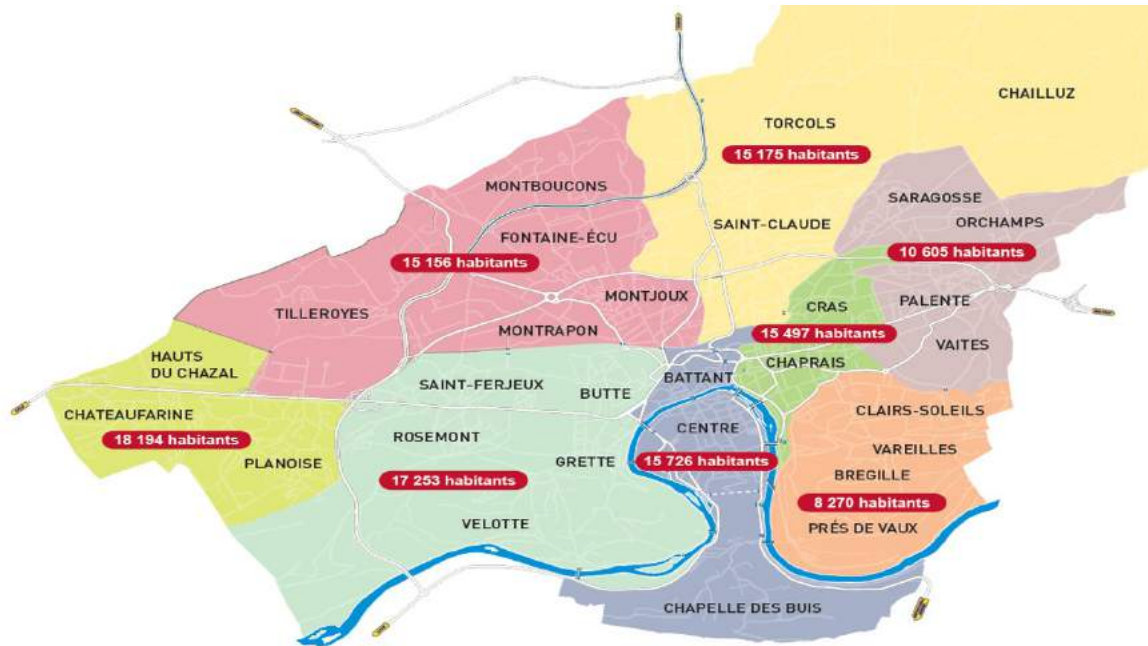 CHAILLUZ
TORCOLS
15 175 habitants
MONTBOUCONS
SARAGOSSE
ORCHAMPS
SAINT-CLAUDE
FONTAINE-ÉCU
10 605 habitants
15 156 habitants
MONTJOUX
CRAS
PALENTE
TILLEROYES
MONTRAPON
15 497 habitants
VAITES
HAUTS
DU CHAZAL
CHAPRAIS
BATTANT
SAINT-FERJEUX
BUTTE
CHATEAUFARINE
CLAIRS-SOLEILS
18 194 habitants
ROSEMONT
CENTRE
VAREILLES
PLANOISE
GRETTE
15 726 habitants
BREGILLE
17 253 habitants
8 270 habitants
VELOTTE
PRÉS DE VAUX
CHAPELLE DES BUIS